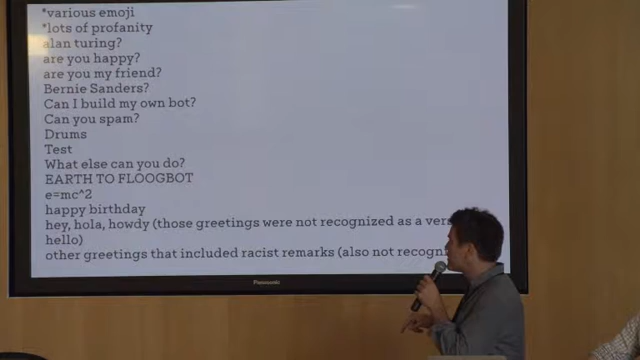 *various emoji
*lots of profanity
alan turing?
are you happy?
are you my friend?
Bernie Sanders?
Can I build my own bot?
Can you spam?
Drums
Test
What else can you do?
EARTH TO FLOOGBOT
e=mc^2
happy birthday
hey, hola, howdy (those greetings were not recognized as a
hello)
other greetings that included racist remarks (also not
Panasonic